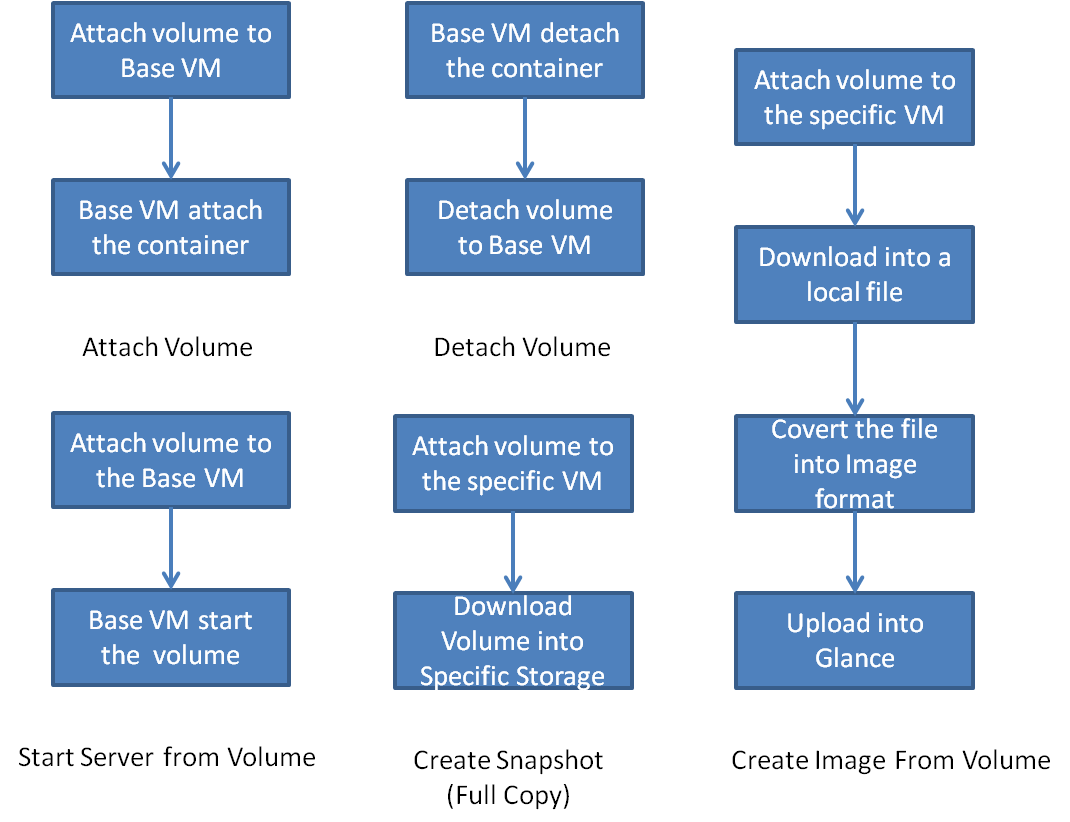 Attach volume to
Base VM
Base VM attach
the container
Attach Volume
Base VM detach
the container
Detach volume
to Base VM
Detach Volume
Attach volume to
the Base VM
Base VM start
the  volume
Start Server from Volume
Attach volume to
the specific VM
Download
Volume into
Specific Storage
Create Snapshot
(Full Copy)
Attach volume to
the specific VM
Download into a
local file
Covert the file
into Image
format
Upload into
Glance
Create Image From Volume